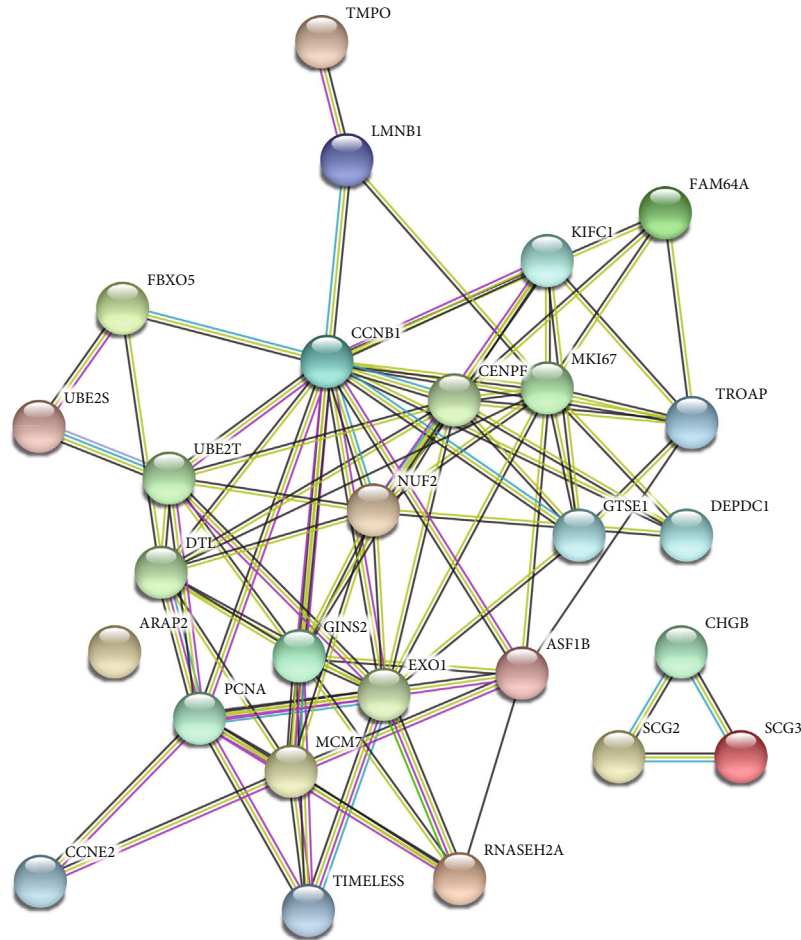 TMPO
LMNB1
FAM64A
KIFC1
FBXO5
CCNB1
CENPF
MKI67
TROAP
UBE2S
UBE2T
NUF2
GTSE1
DEPDC1
DTL
ARAP2
GINS2
EXO1
ASF1B
CHGB
PCNA
MCM7
SCG2
SCG3
CCNE2
TIMELESS
RNASEH2A